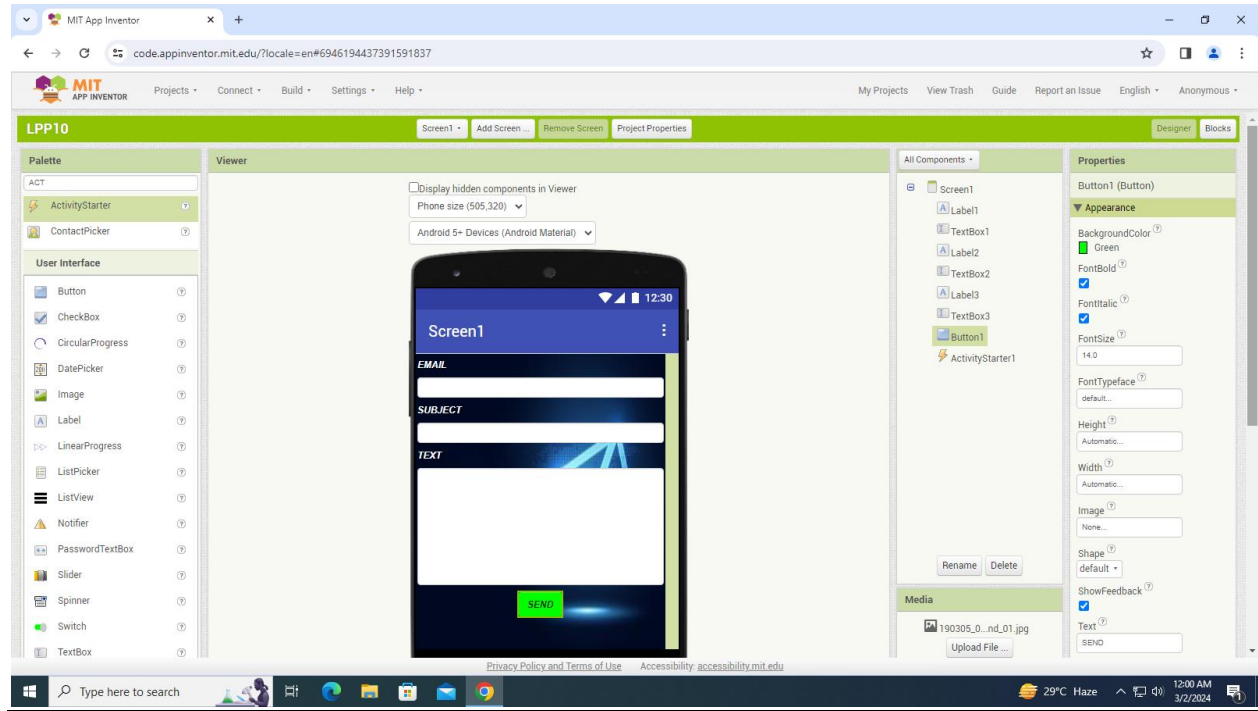 MIT App Inventor
code.appinventor.mit.edu/?locale=en#6946194437391591837
MIT
APP INVENTOR
Projects Connect Build Settings Help My Projects View Trash Guide Report an Issue English Anonymous
LPP10 Screen1 Add Screen ... Remove Screen Project Properties Designer Blocks
Palette
ACT
ActivityStarter
ContactPicker
User Interface
Button
CheckBox
CircularProgress
DatePicker
Image
Label
LinearProgress
ListPicker
ListView
Notifier
PasswordTextBox
Slider
Spinner
Switch
TextBox
Viewer
Display hidden components in Viewer
Phone size (505,320)
Android 5+ Devices (Android Material)
12:30
Screen1
EMAIL
SUBJECT
TEXT
SEND
All Components
Screen1
Label1
TextBox1
Label2
TextBox2
Label3
TextBox3
Button1
ActivityStarter1
Rename Delete
Media
190305_0...nd_01.jpg
Upload File ...
Properties
Button1 (Button)
Appearance
BackgroundColor
Green
FontBold
FontItalic
FontSize
14.0
FontTypeface
default...
Height
Automatic...
Width
Automatic...
Image
None...
Shape
default
ShowFeedback
Text
SEND
Privacy Policy and Terms of Use Accessibility: accessibility.mit.edu
Type here to search
29°C Haze
12:00 AM
3/2/2024
1